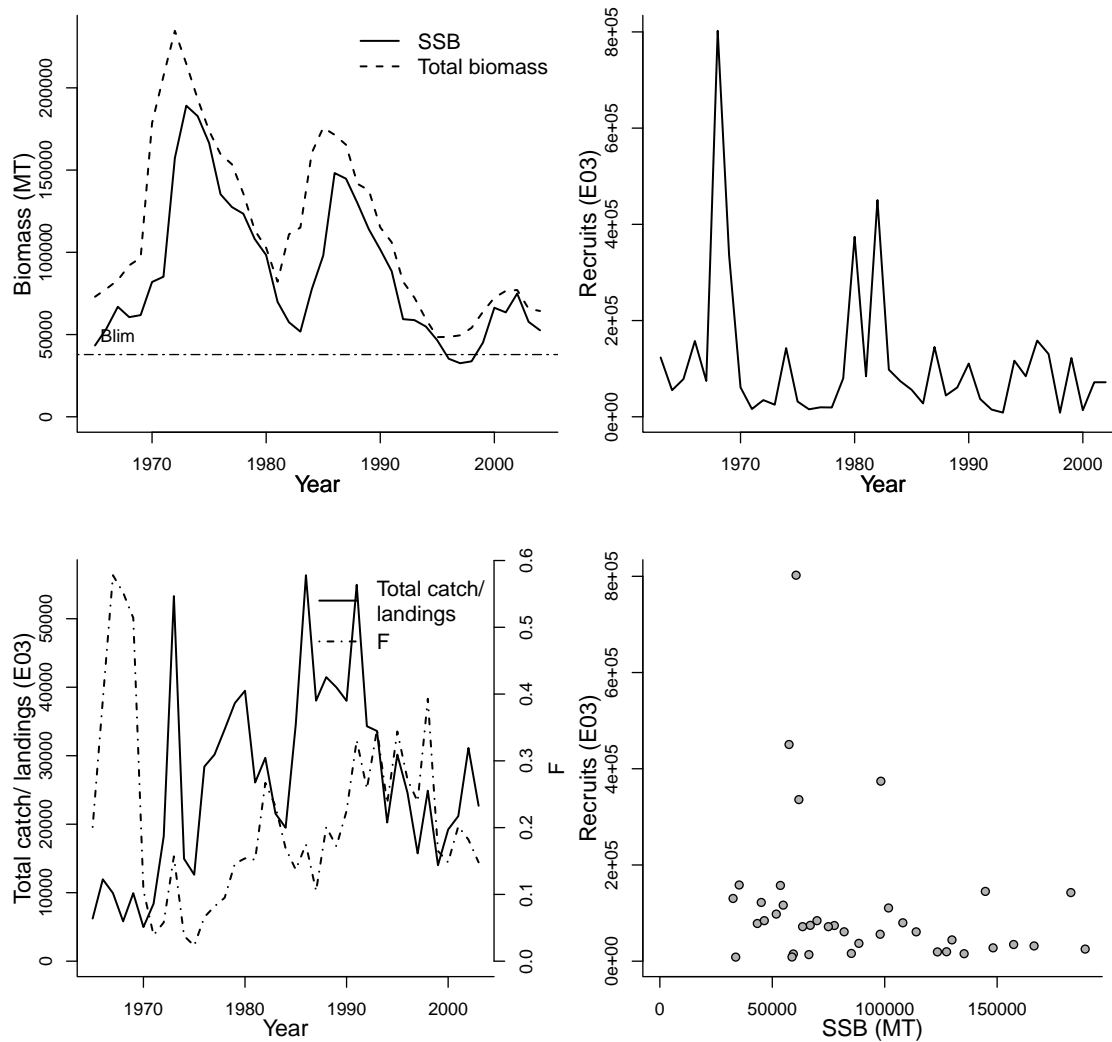 SSB
Total biomass
Biomass (MT)
200000
150000
100000
50000
0
Blim
1970 1980 1990 2000
Year
Recruits (E03)
8e+05
6e+05
4e+05
2e+05
0e+00
1970 1980 1990 2000
Year
Total catch/
landings
F
Total catch/ landings (E03)
50000
40000
30000
20000
10000
0
0.6
0.5
0.4
0.3
0.2
0.1
0.0
F
1970 1980 1990 2000
Year
Recruits (E03)
8e+05
6e+05
4e+05
2e+05
0e+00
0 50000 100000 150000
SSB (MT)